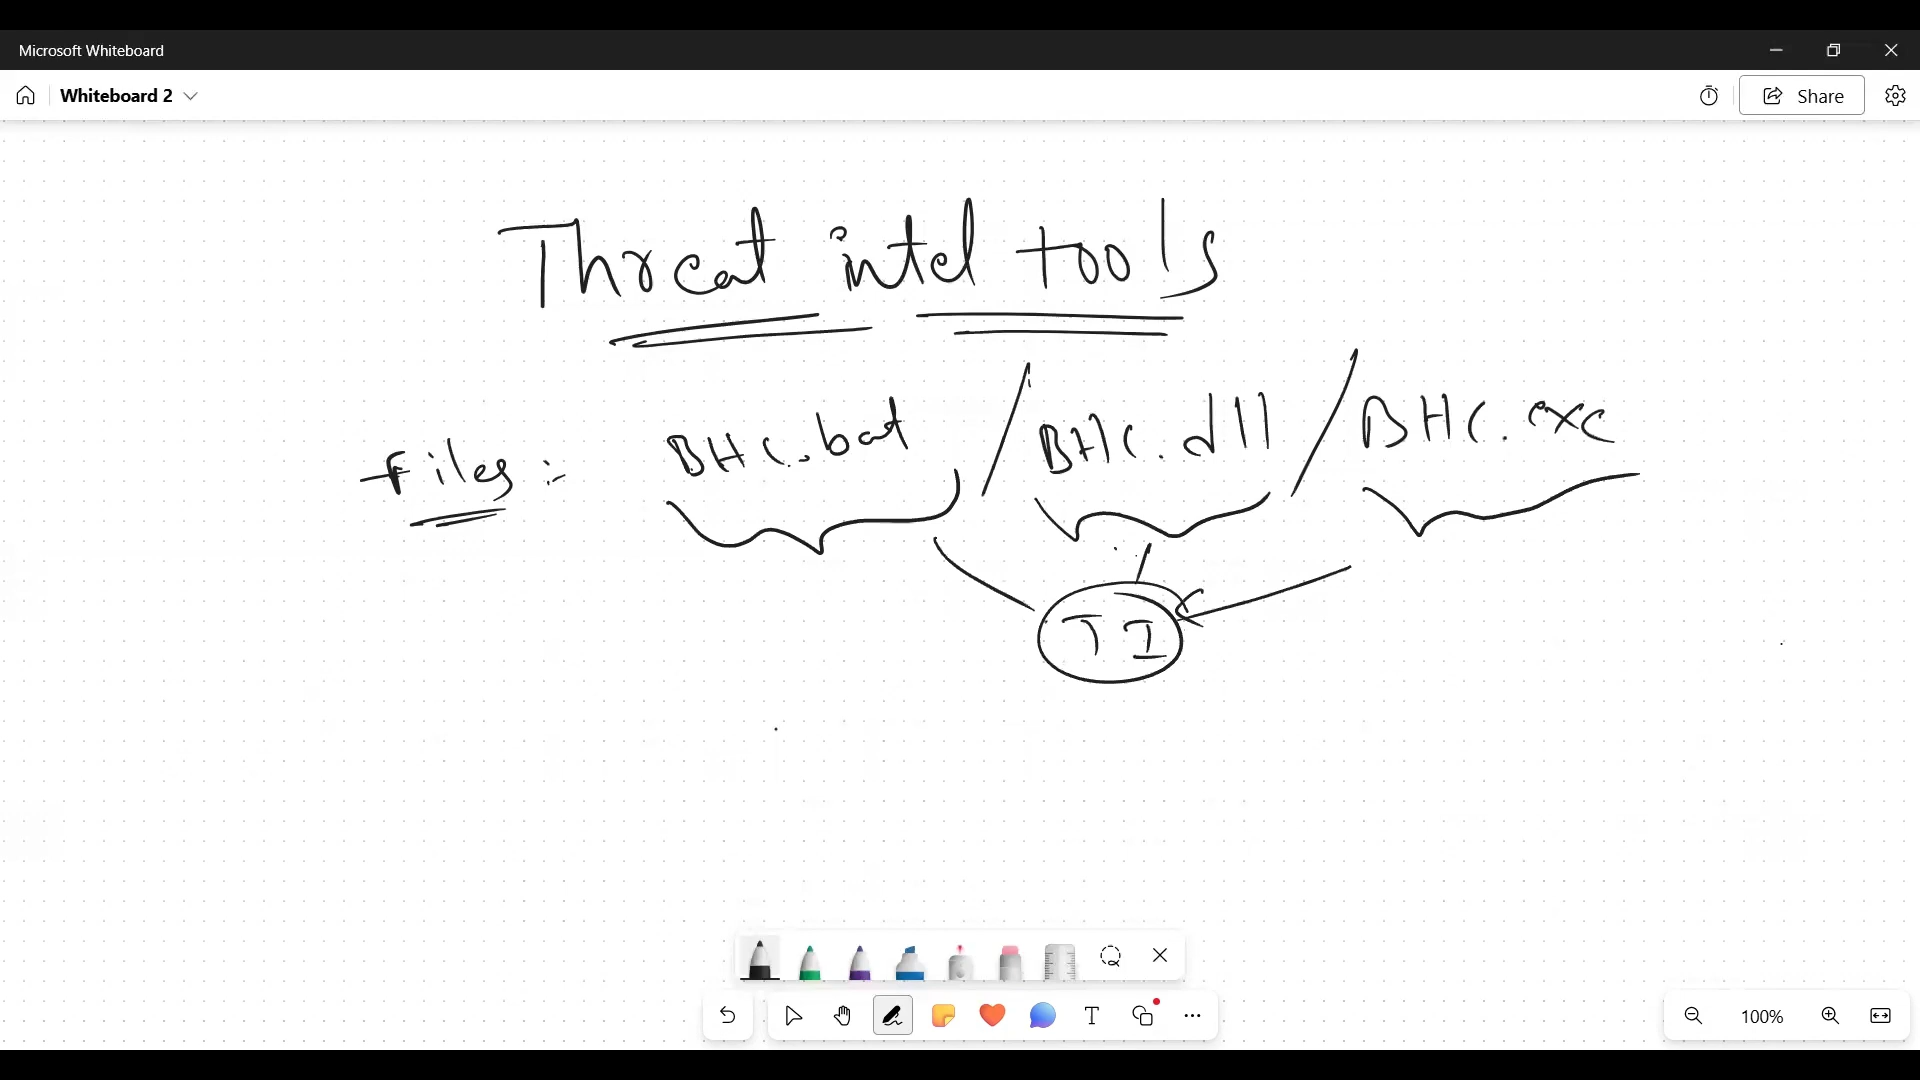 Microsoft Whiteboard
Whiteboard 2
Share
Threat intel tools
Files :- BHC.bat / BHC.dll / BHC.exe
TI
100%